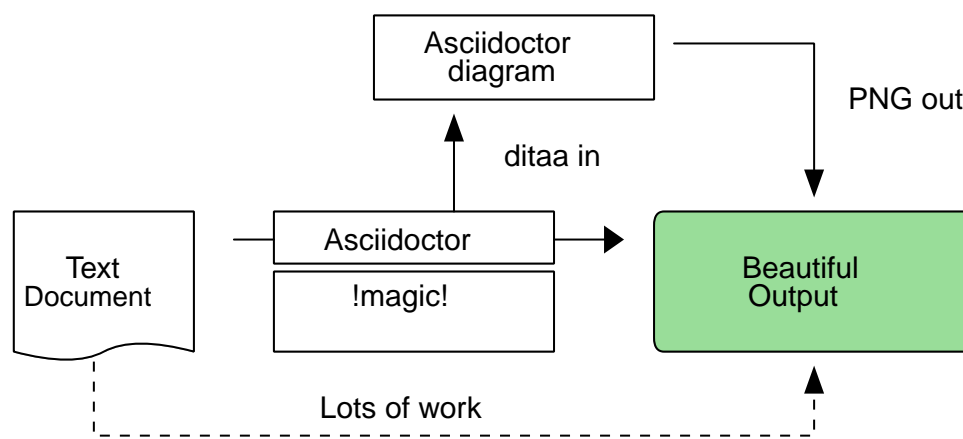 Asciidoctor
diagram
PNG out
ditaa in
Text
Document
Asciidoctor
!magic!
Beautiful
Output
Lots of work